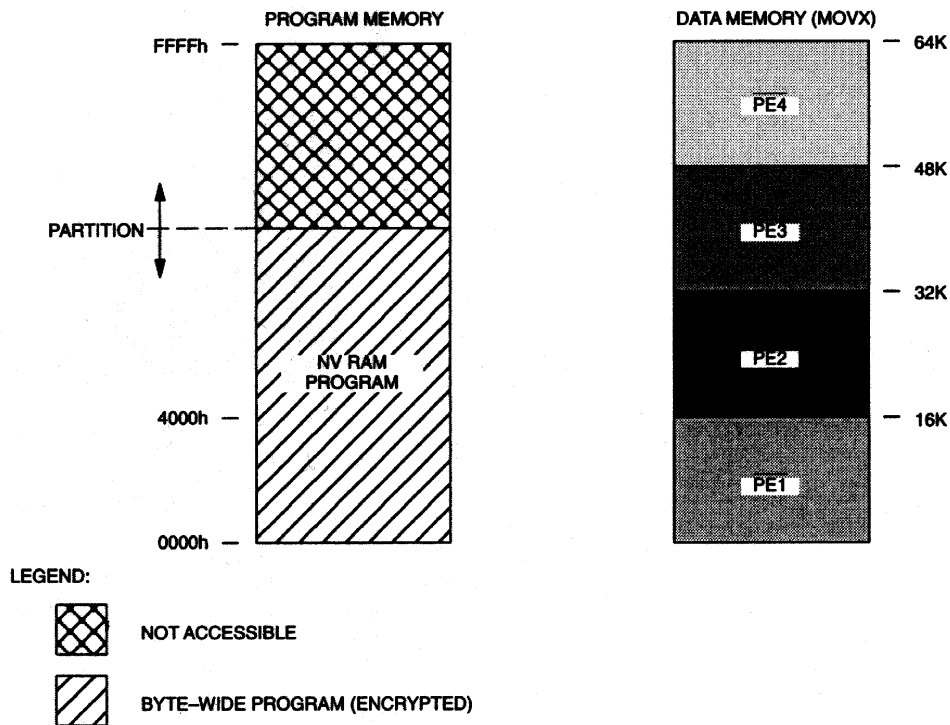 PROGRAM MEMORY
FFFFh
PARTITION
NV RAM
PROGRAM
4000h
0000h
DATA MEMORY (MOVX)
64K
PE4
48K
PE3
32K
PE2
16K
PE1
LEGEND:
NOT ACCESSIBLE
BYTE–WIDE PROGRAM (ENCRYPTED)